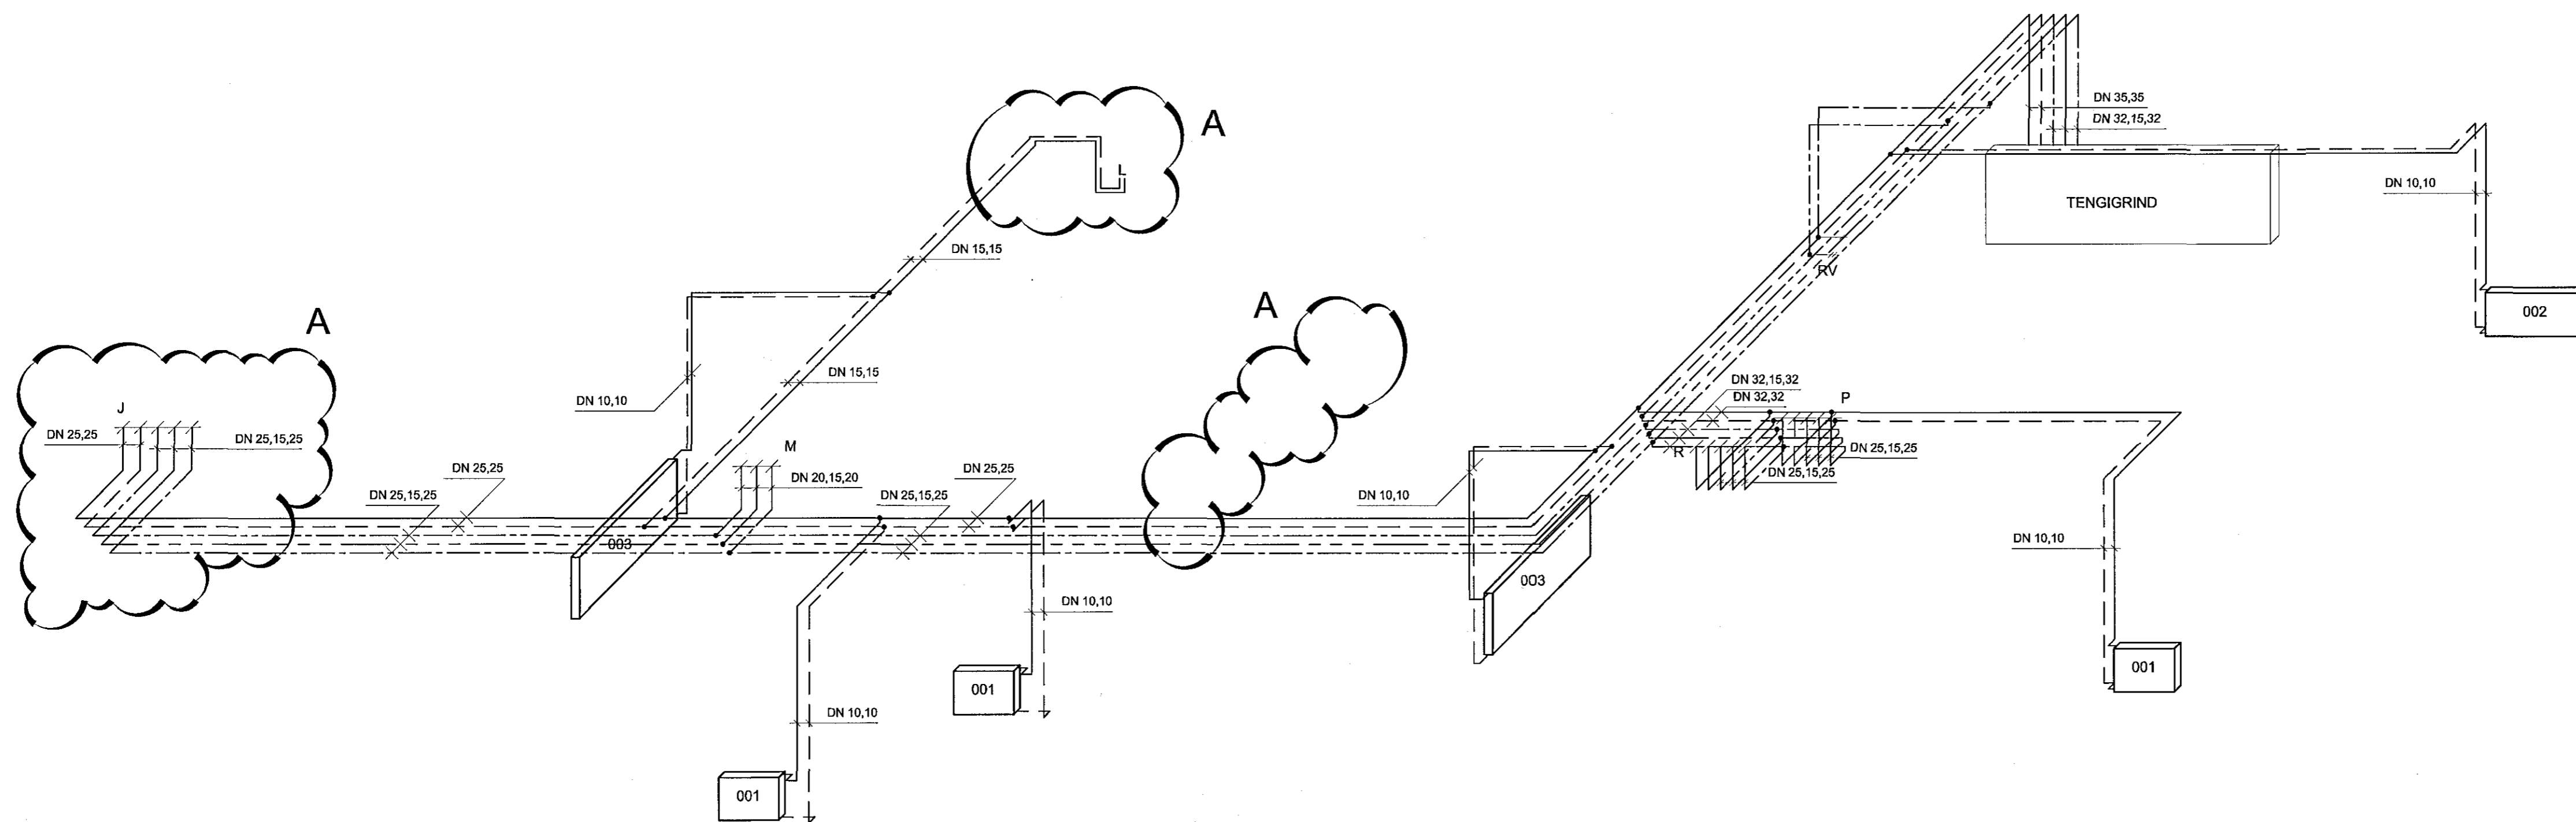 DN 35,35
DN 32,15,32
A
L
DN 10,10
TENGIGRIND
DN 15,15
RV
002
A
A
DN 15,15
DN 10,10
DN 32,15,32
DN 32,32
P
J
DN 25,25
DN 25,15,25
M
R
DN 25,15,25
DN 25,15,25
DN 25,25
DN 20,15,20
DN 25,25
DN 25,15,25
DN 25,15,25
DN 10,10
003
003
DN 10,10
DN 10,10
001
001
DN 10,10
001